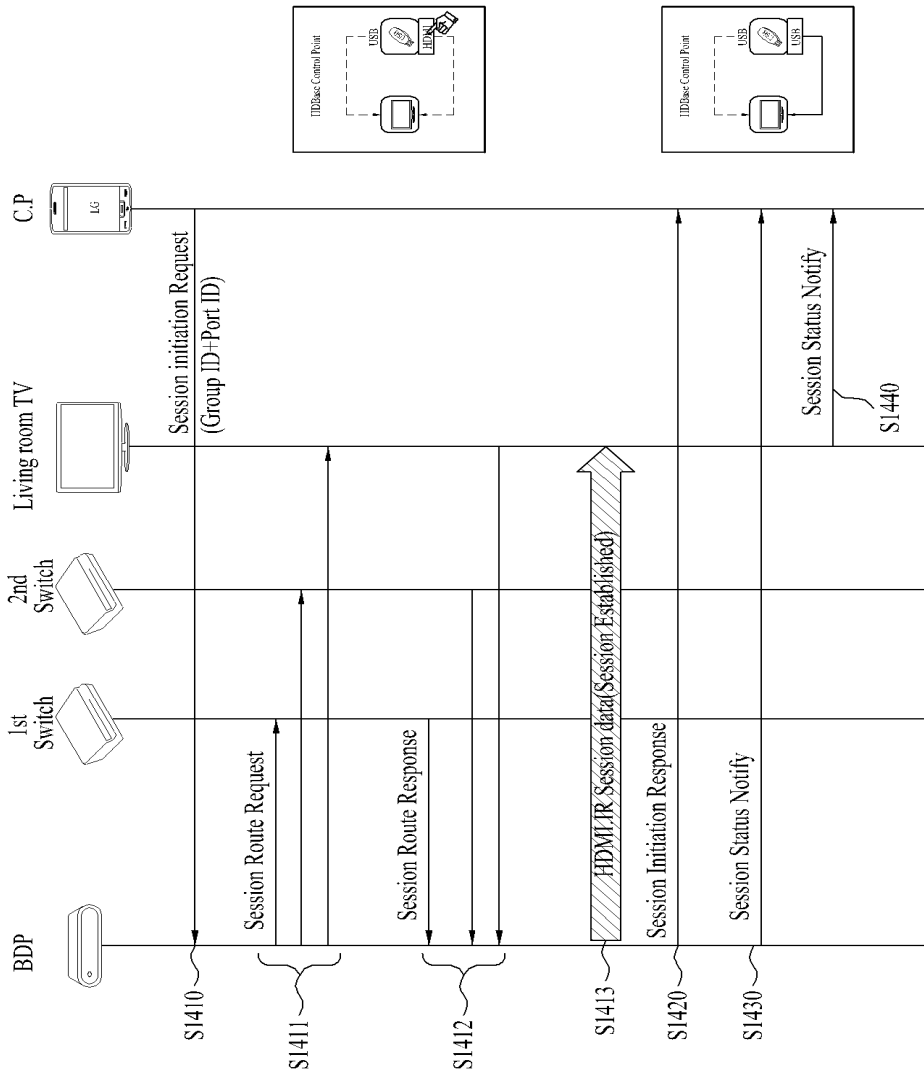 BDP
1st
Switch
2nd
Switch
Living room TV
C.P
LG
Session initiation Request
(Group ID+Port ID)
S1410
Session Route Request
S1411
Session Route Response
S1412
HDMI,IR Session data(Session Established)
S1413
Session Initiation Response
S1420
Session Status Notify
S1430
Session Status Notify
S1440
HDBase Control Point
USB
HDMI
HDBase Control Point
USB
USB